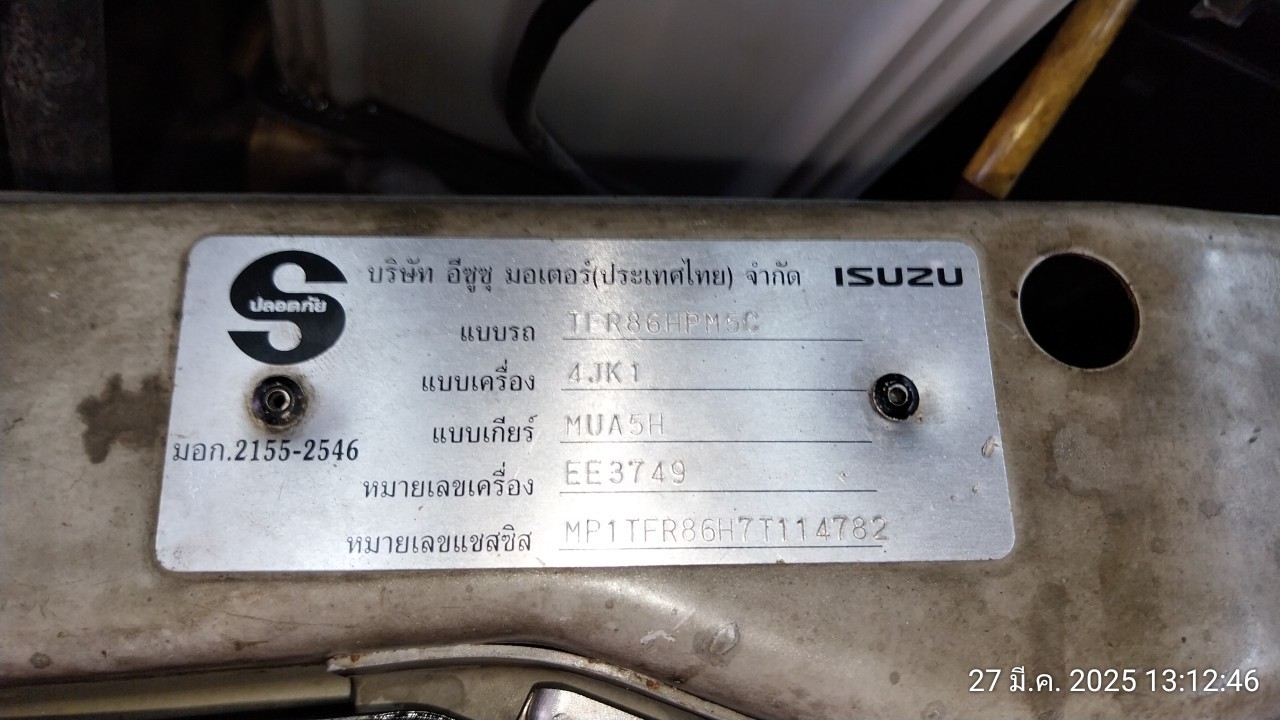 บริษัท อีซูซุ มอเตอร์(ประเทศไทย) จำกัด ISUZU
ปลอดภัย
แบบรถ TFR86HPM5C
แบบเครื่อง 4JK1
แบบเกียร์ MUA5H
มอก.2155-2546
หมายเลขเครื่อง EE3749
หมายเลขแชสซิส MP1TFR86H7T114782
27 มี.ค. 2025 13:12:46